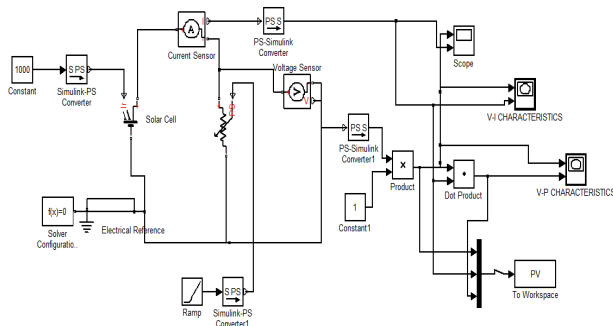 1000
Constant
S PS
Simulink-PS
Converter
Ir
Solar Cell
A
I
Current Sensor
PS S
PS-Simulink
Converter
Voltage Sensor
V
V
PS
PS S
PS-Simulink
Converter1
Scope
V-I CHARACTERISTICS
V-P CHARACTERISTICS
x
Product
Dot Product
1
Constant1
f(x)=0
Solver
Configuratio..
Electrical Reference
Ramp
S PS
Simulink-PS
Converter1
PV
To Workspace